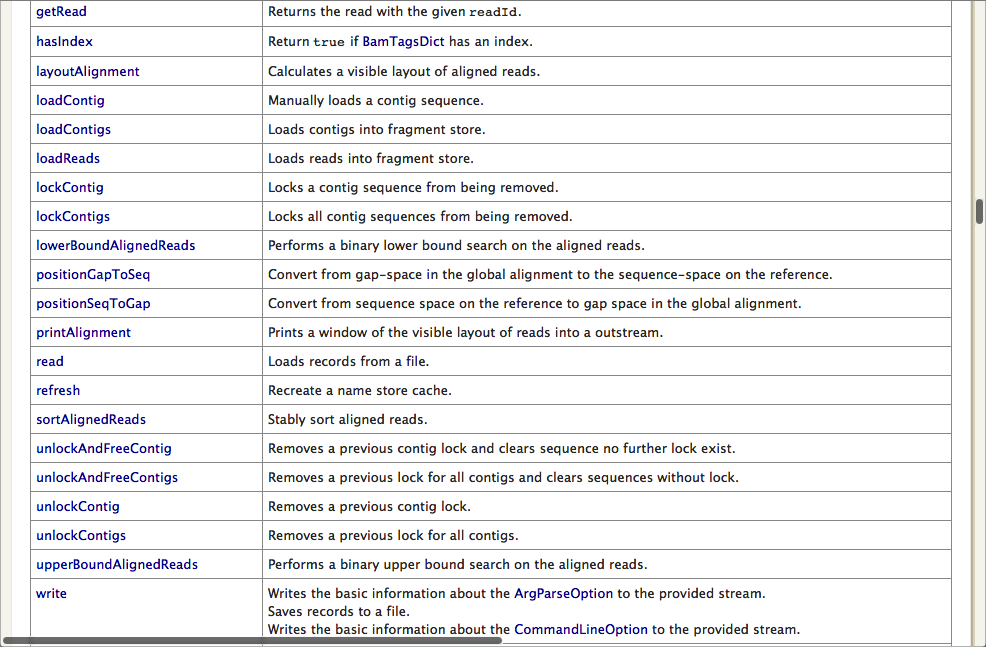 getRead Returns the read with the given readId.
hasIndex Return true if BamTagsDict has an index.
layoutAlignment Calculates a visible layout of aligned reads.
loadContig Manually loads a contig sequence.
loadContigs Loads contigs into fragment store.
loadReads Loads reads into fragment store.
lockContig Locks a contig sequence from being removed.
lockContigs Locks all contig sequences from being removed.
lowerBoundAlignedReads Performs a binary lower bound search on the aligned reads.
positionGapToSeq Convert from gap-space in the global alignment to the sequence-space on the reference.
positionSeqToGap Convert from sequence space on the reference to gap space in the global alignment.
printAlignment Prints a window of the visible layout of reads into a outstream.
read Loads records from a file.
refresh Recreate a name store cache.
sortAlignedReads Stably sort aligned reads.
unlockAndFreeContig Removes a previous contig lock and clears sequence no further lock exist.
unlockAndFreeContigs Removes a previous lock for all contigs and clears sequences without lock.
unlockContig Removes a previous contig lock.
unlockContigs Removes a previous lock for all contigs.
upperBoundAlignedReads Performs a binary upper bound search on the aligned reads.
write Writes the basic information about the ArgParseOption to the provided stream.
Saves records to a file.
Writes the basic information about the CommandLineOption to the provided stream.